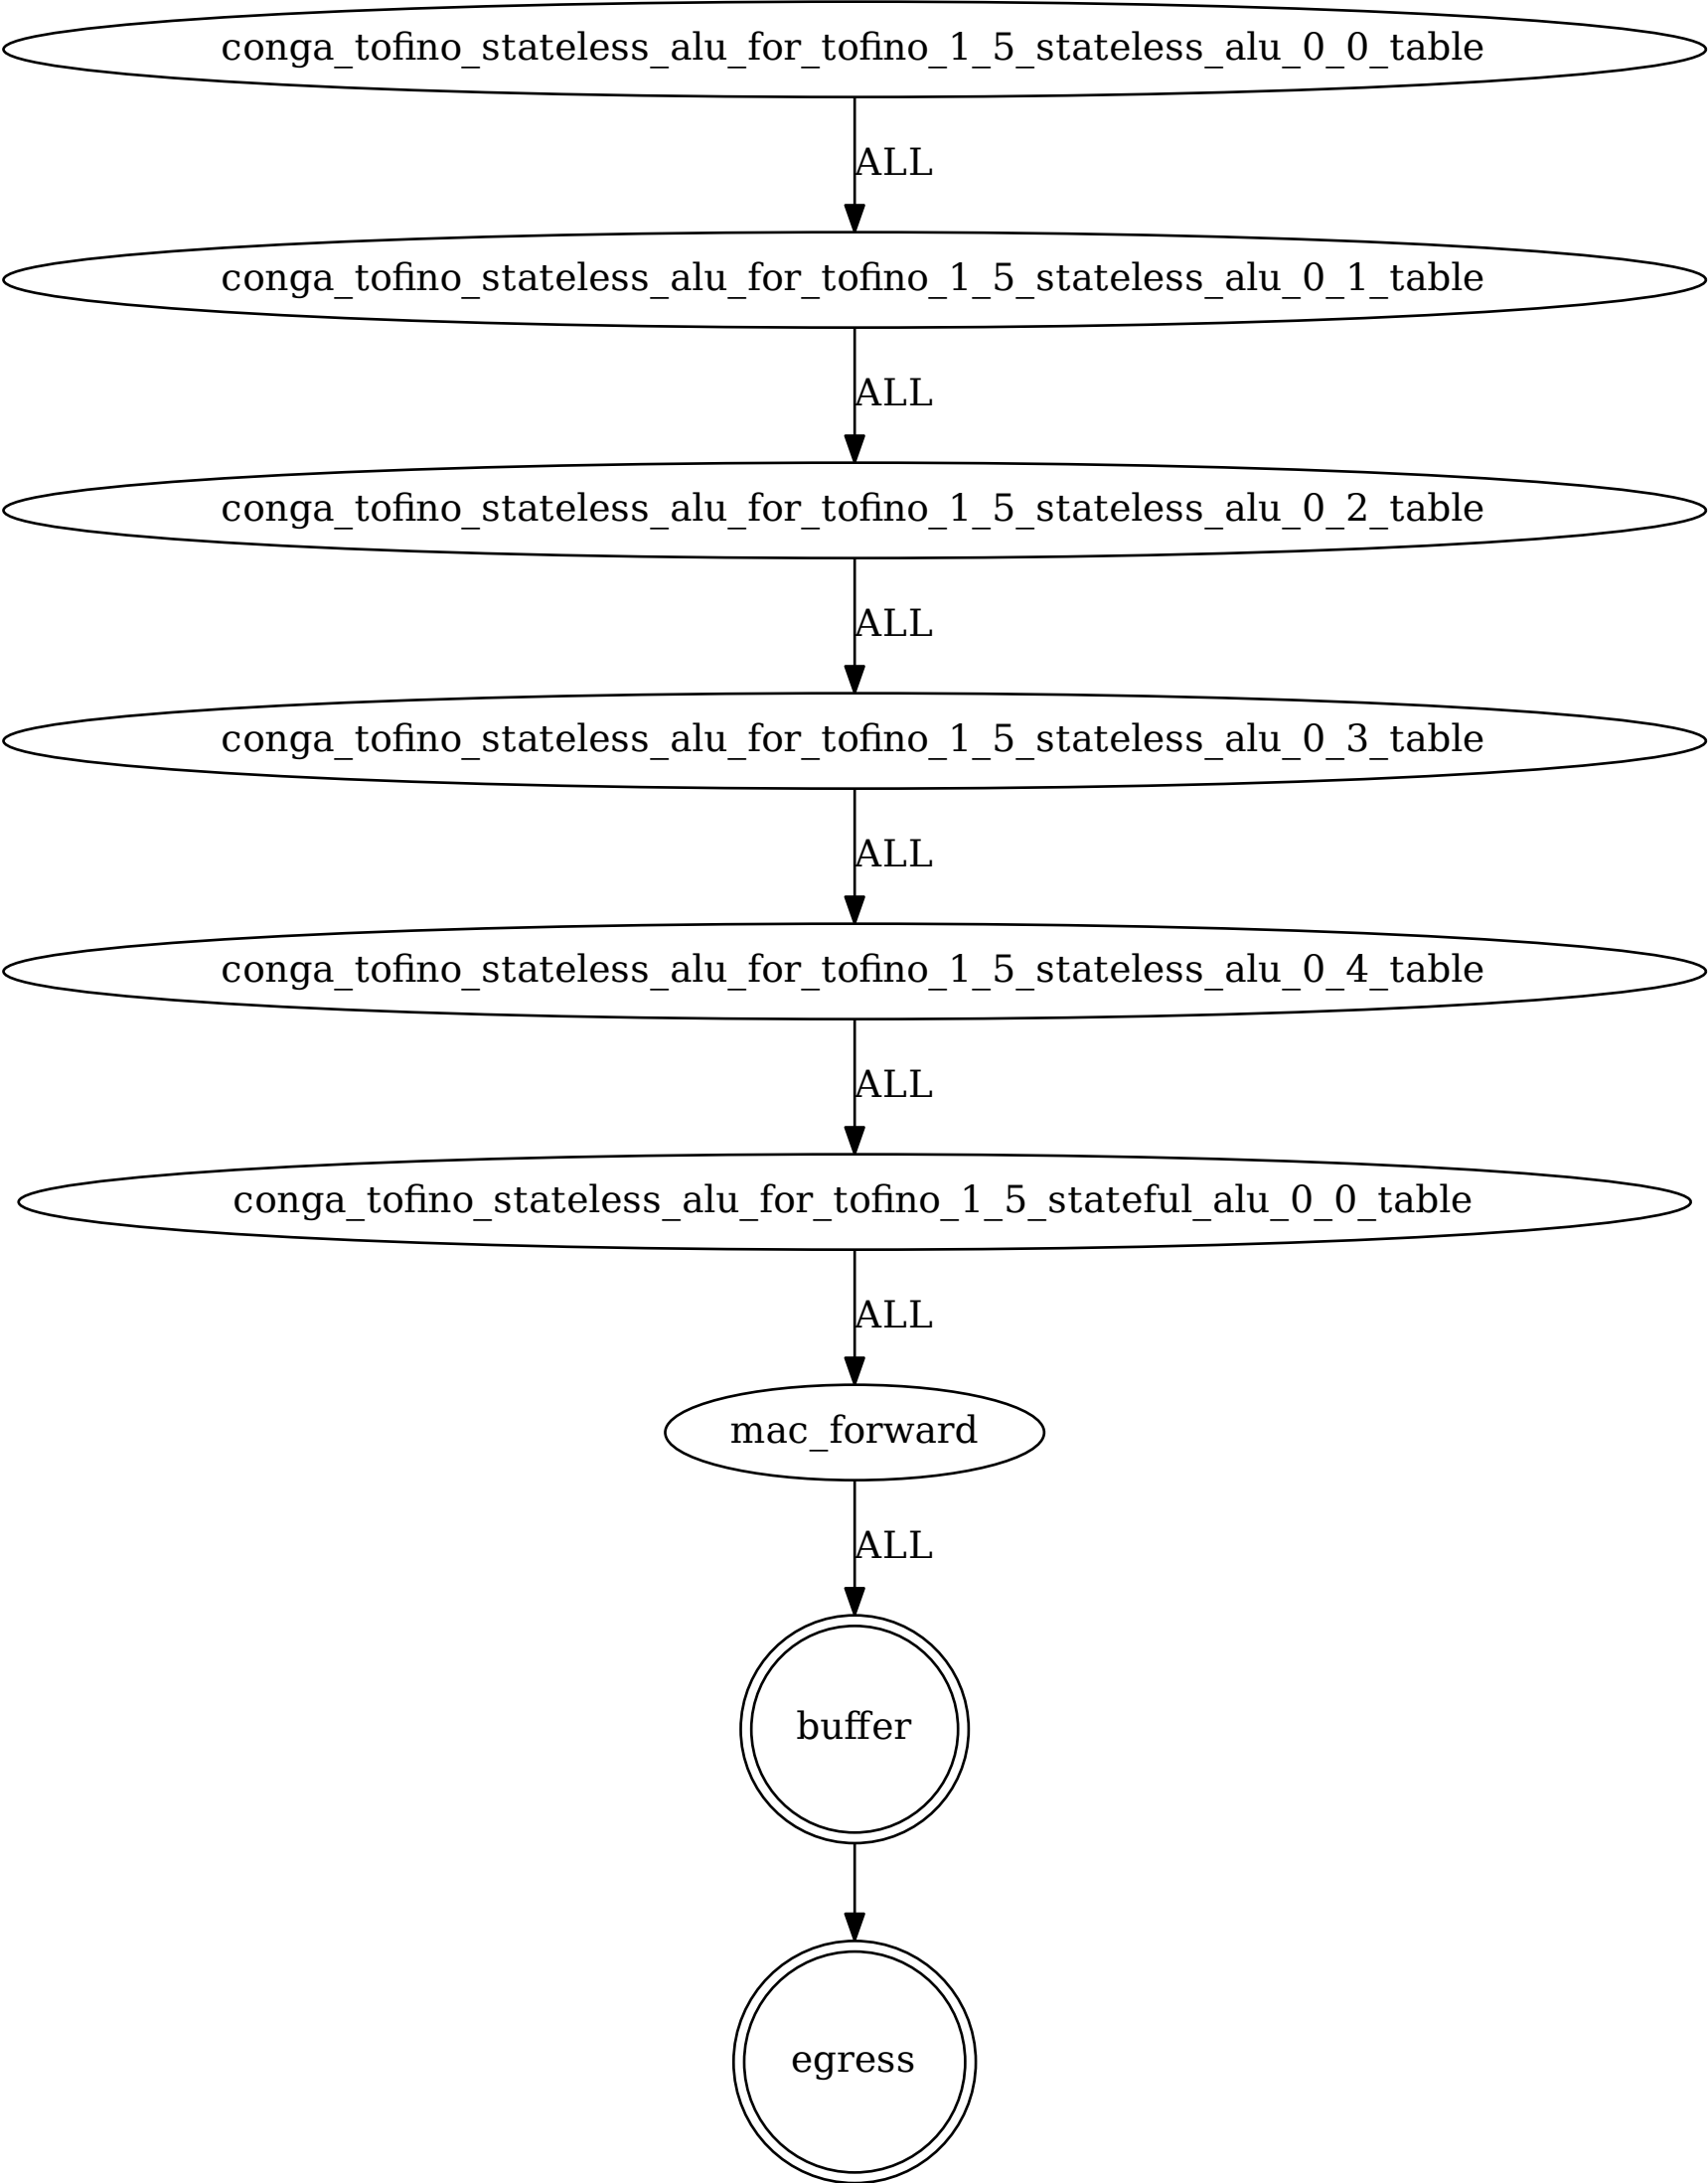 conga_tofino_stateless_alu_for_tofino_1_5_stateless_alu_0_0_table
ALL
conga_tofino_stateless_alu_for_tofino_1_5_stateless_alu_0_1_table
ALL
conga_tofino_stateless_alu_for_tofino_1_5_stateless_alu_0_2_table
ALL
conga_tofino_stateless_alu_for_tofino_1_5_stateless_alu_0_3_table
ALL
conga_tofino_stateless_alu_for_tofino_1_5_stateless_alu_0_4_table
ALL
conga_tofino_stateless_alu_for_tofino_1_5_stateful_alu_0_0_table
ALL
mac_forward
ALL
buffer
egress